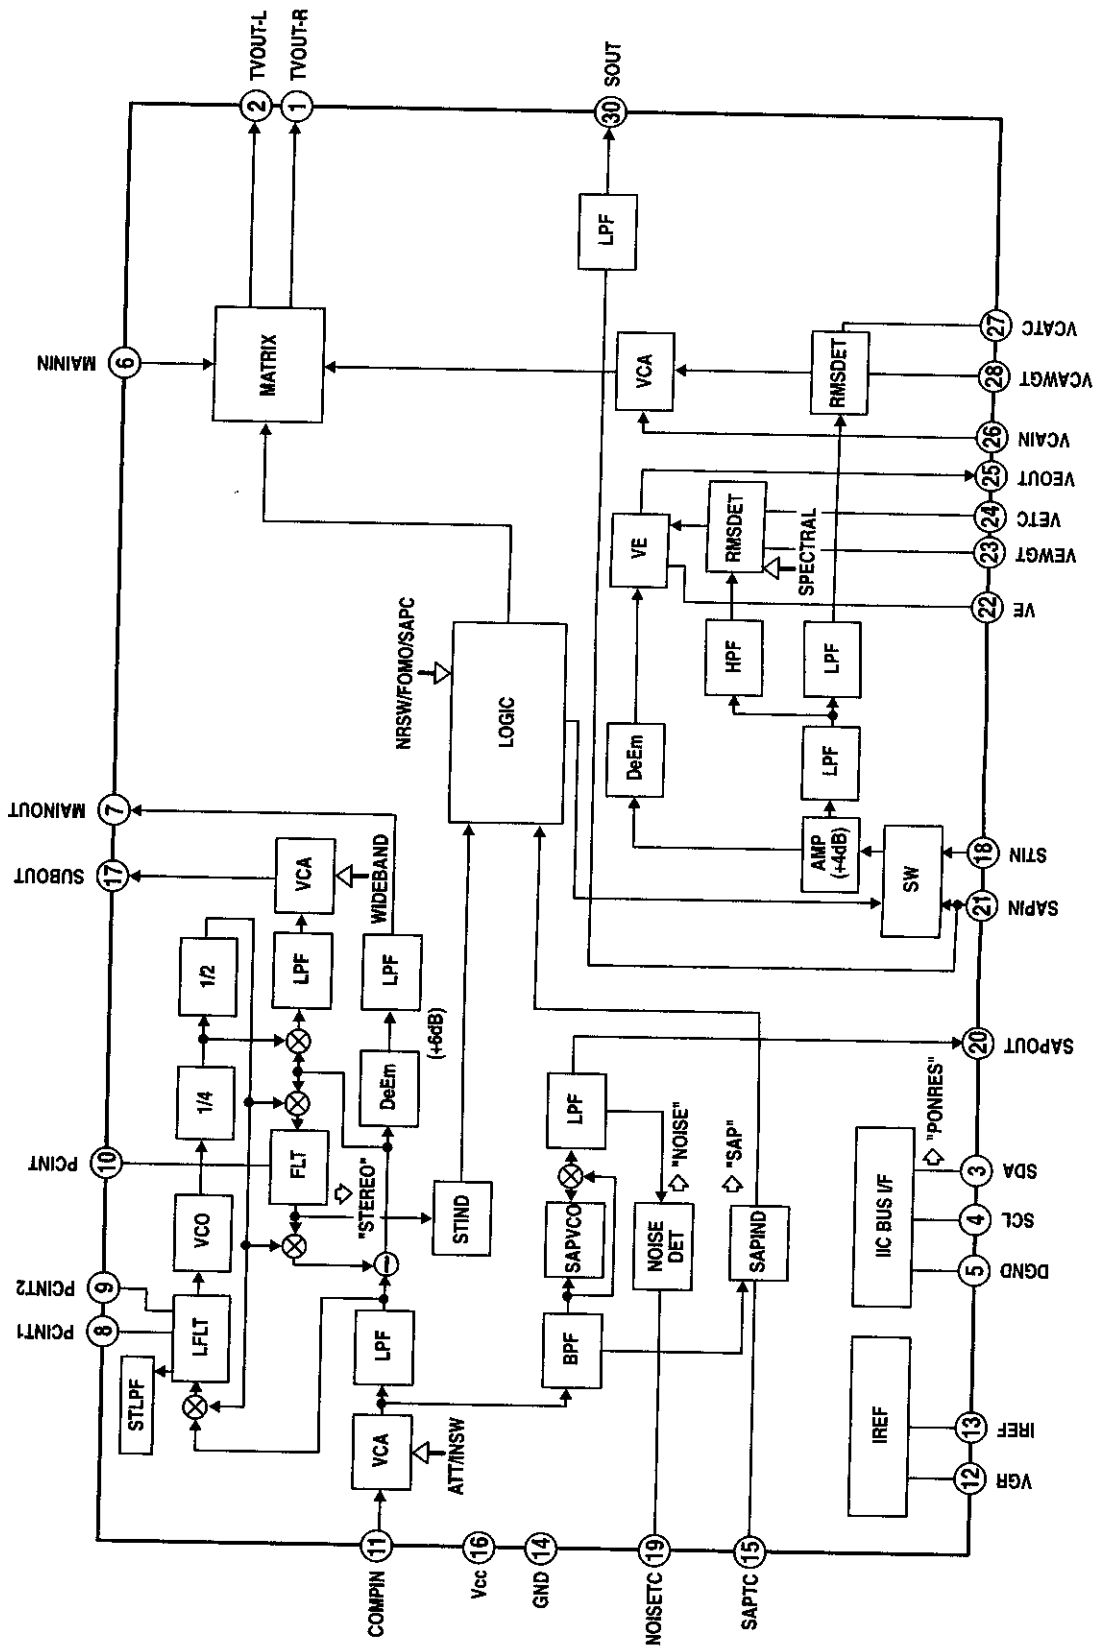 TVOUT-L
TVOUT-R
SOUT
2
1
30
MAININ
6
MATRIX
LPF
VCA
RMSDET
27
VCATC
28
VCAWGT
26
VCAIN
25
VEOUT
24
VETC
23
VEWGT
22
VE
VE
RMSDET
SPECTRAL
HPF
LPF
NRSW/FOMO/SAPC
LOGIC
DeEm
LPF
AMP
(+4dB)
SW
18
STIN
21
SAPIN
MAINOUT
7
SUBOUT
17
VCA
WIDEBAND
1/2
LPF
LPF
(+6dB)
1/4
DeEm
PCINT
10
FLT
"STEREO"
STIND
VCO
PCINT2
9
PCINT1
8
LFLT
STLPF
LPF
VCA
ATT/INSW
LPF
SAPVCO
BPF
"NOISE"
NOISE
DET
"SAP"
SAPIND
20
SAPOUT
"PONRES"
IIC BUS I/F
3
SDA
4
SCL
5
DGND
IREF
13
IREF
12
VGR
11
COMPIN
16
Vcc
14
GND
19
NOISETC
15
SAPTC